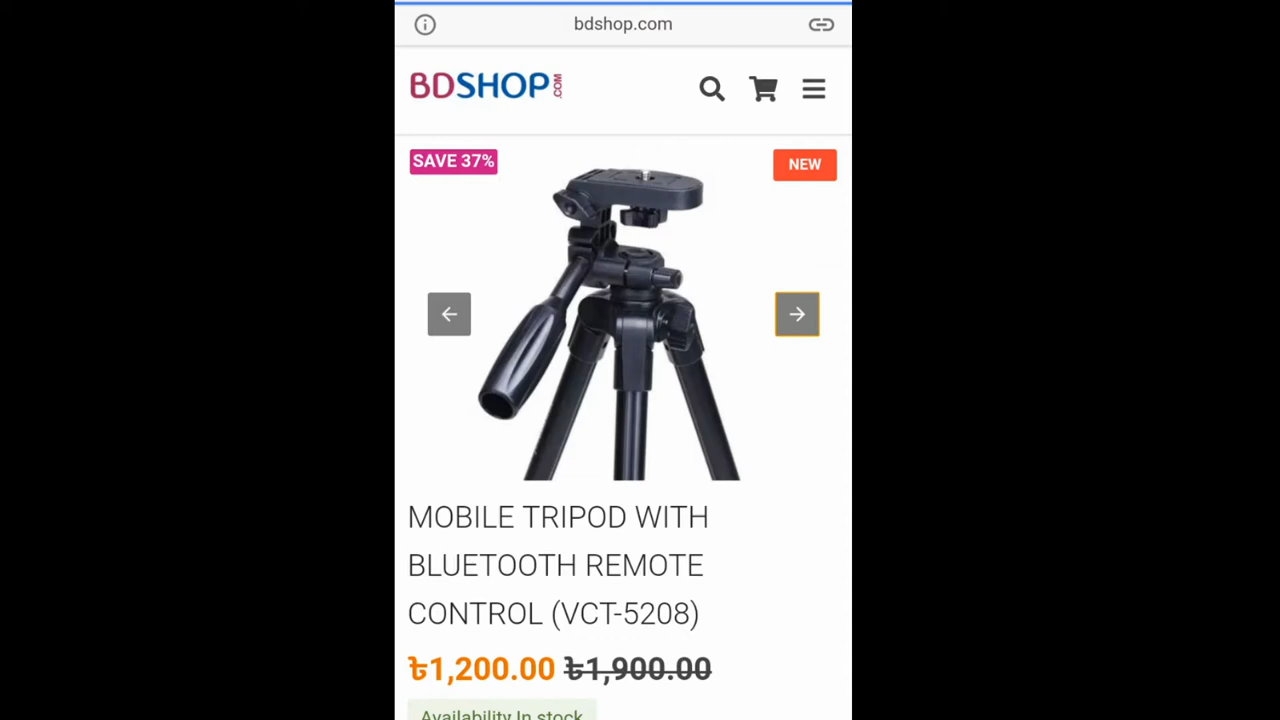 bdshop.com
BDSHOP.COM
SAVE 37%
NEW
MOBILE TRIPOD WITH
BLUETOOTH REMOTE
CONTROL (VCT-5208)
৳1,200.00 ৳1,900.00
Availability In stock